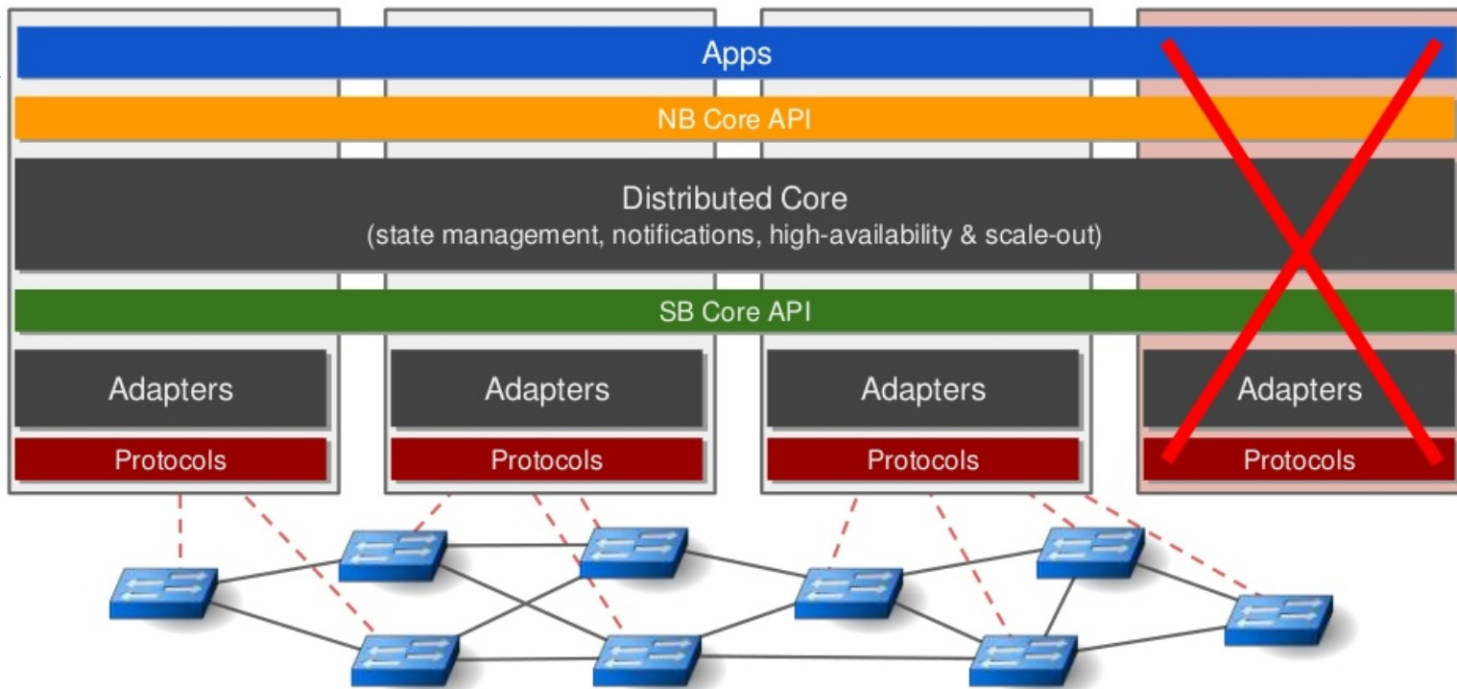 Apps
NB Core API
Distributed Core
(state management, notifications, high-availability & scale-out)
SB Core API
Adapters
Adapters
Adapters
Adapters
Protocols
Protocols
Protocols
Protocols